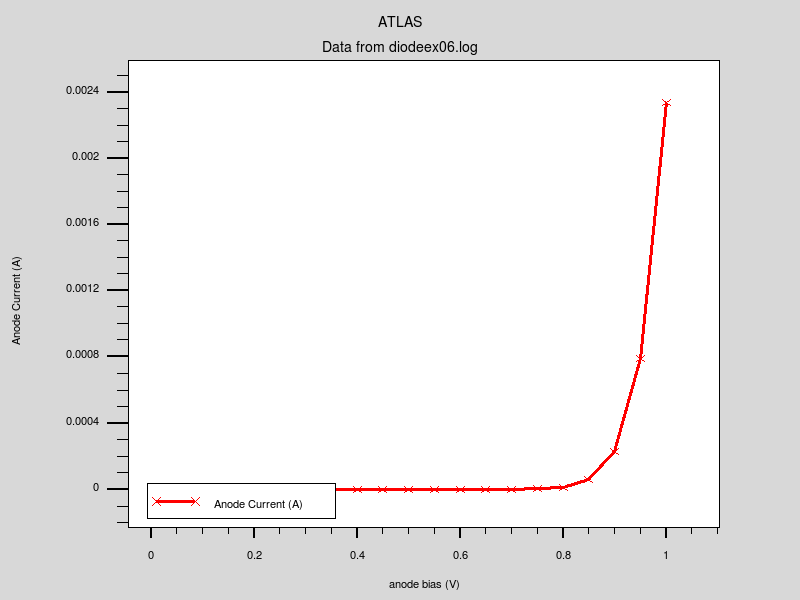 ATLAS
Data from diodeex06.log
Anode Current (A)
0.0024
0.002
0.0016
0.0012
0.0008
0.0004
0
Anode Current (A)
0 0.2 0.4 0.6 0.8 1
anode bias (V)